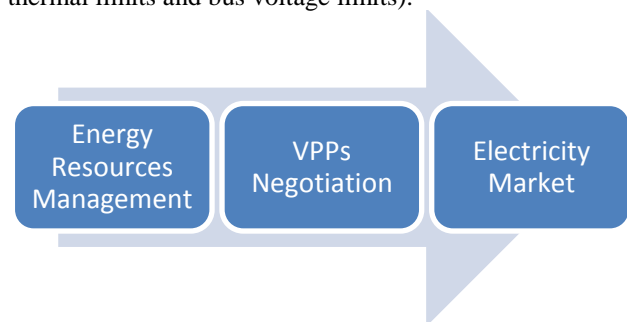 thermal limits and bus voltage limits).
Energy
Resources
Management
VPPs
Negotiation
Electricity
Market